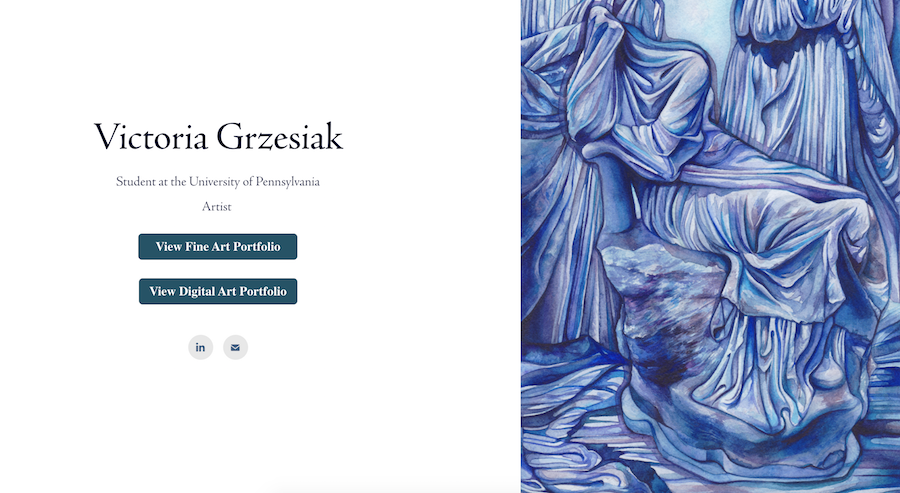 Victoria Grzesiak
Student at the University of Pennsylvania
Artist
View Fine Art Portfolio
View Digital Art Portfolio
in